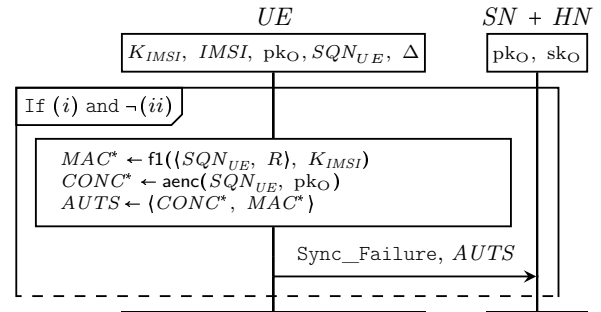 UE
SN + HN
K_IMSI, IMSI, pk_O, SQN_UE, Δ
pk_O, sk_O
If (i) and ¬(ii)
MAC* ← f1(⟨SQN_UE, R⟩, K_IMSI)
CONC* ← aenc(SQN_UE, pk_O)
AUTS ← ⟨CONC*, MAC*⟩
Sync_Failure, AUTS